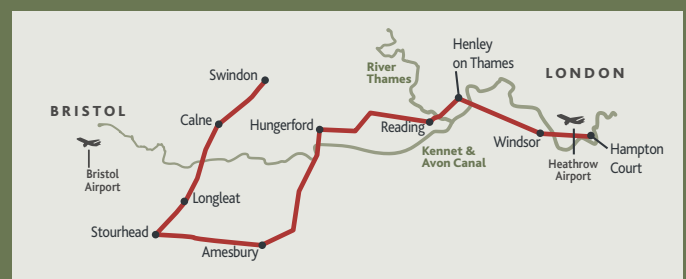 Henley
on Thames
River
Thames
LONDON
Swindon
BRISTOL
Calne
Hungerford
Reading
Windsor
Kennet &
Avon Canal
Hampton
Court
Heathrow
Airport
Bristol
Airport
Longleat
Stourhead
Amesbury